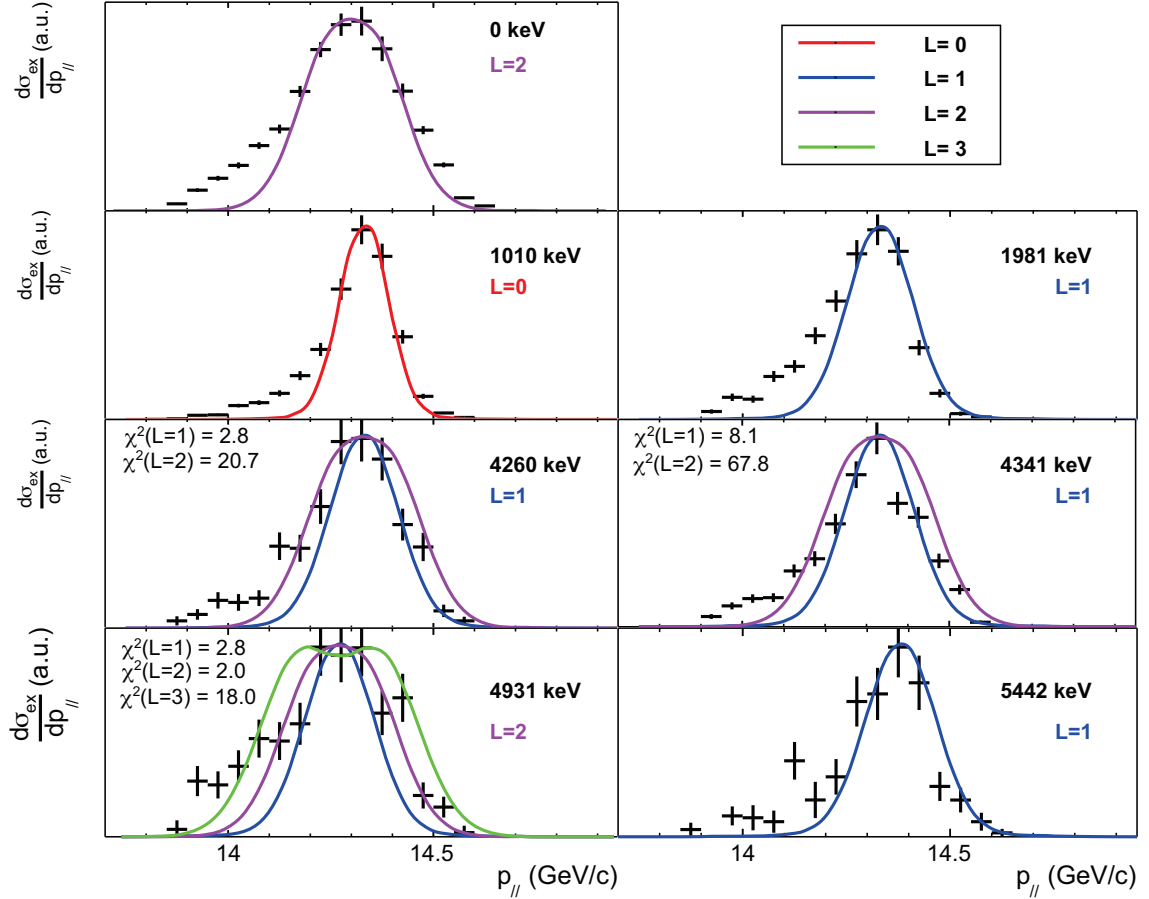 dσex/dp// (a.u.)
0 keV
L=2
L= 0
L= 1
L= 2
L= 3
dσex/dp// (a.u.)
1010 keV
L=0
1981 keV
L=1
dσex/dp// (a.u.)
χ²(L=1) = 2.8
χ²(L=2) = 20.7
4260 keV
L=1
χ²(L=1) = 8.1
χ²(L=2) = 67.8
4341 keV
L=1
dσex/dp// (a.u.)
χ²(L=1) = 2.8
χ²(L=2) = 2.0
χ²(L=3) = 18.0
4931 keV
L=2
5442 keV
L=1
14 14.5
14 14.5
p// (GeV/c)
p// (GeV/c)